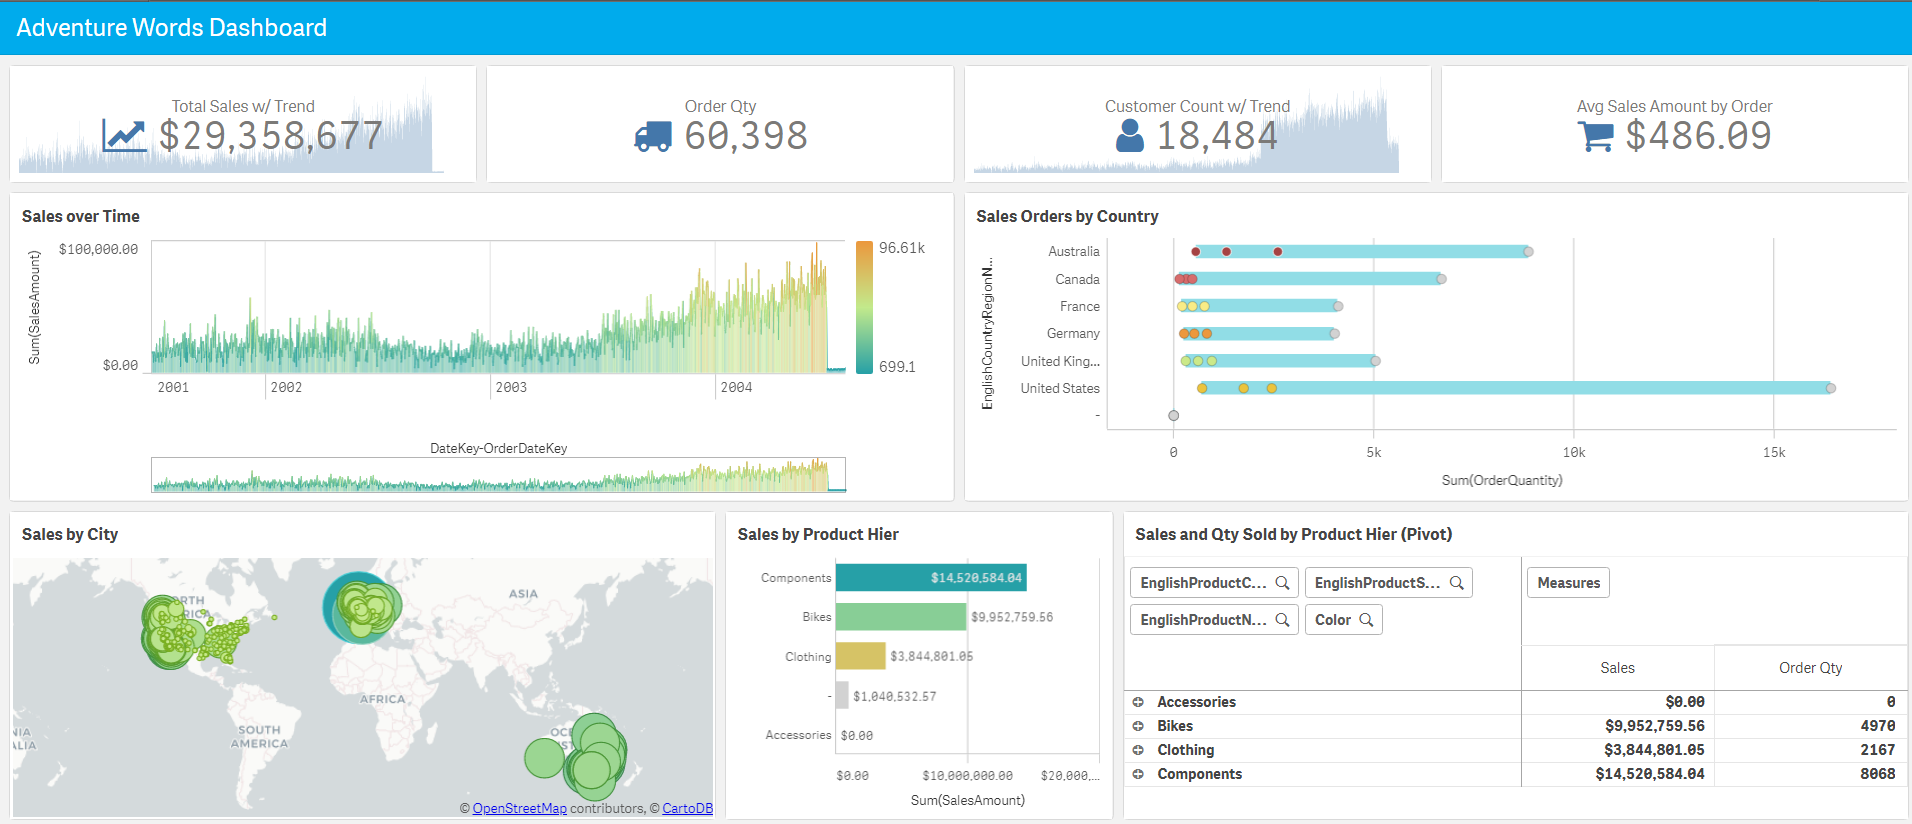 Adventure Words Dashboard
Total Sales w/ Trend
$29,358,677
Order Qty
60,398
Customer Count w/ Trend
18,484
Avg Sales Amount by Order
$486.09
Sales over Time
Sum(SalesAmount)
$100,000.00
$0.00
2001
2002
2003
2004
96.61k
699.1
DateKey-OrderDateKey
Sales Orders by Country
EnglishCountryRegionN...
Australia
Canada
France
Germany
United King...
United States
-
0
5k
10k
15k
Sum(OrderQuantity)
Sales by City
ASIA
AFRICA
SOUTH
AMERICA
© OpenStreetMap contributors, © CartoDB
Sales by Product Hier
Components $14,520,584.04
Bikes $9,952,759.56
Clothing $3,844,801.05
- $1,040,532.57
Accessories $0.00
$0.00 $10,000,000.00 $20,000,...
Sum(SalesAmount)
Sales and Qty Sold by Product Hier (Pivot)
EnglishProductC... EnglishProductS... Measures
EnglishProductN... Color
Sales Order Qty
Accessories $0.00 0
Bikes $9,952,759.56 4970
Clothing $3,844,801.05 2167
Components $14,520,584.04 8068